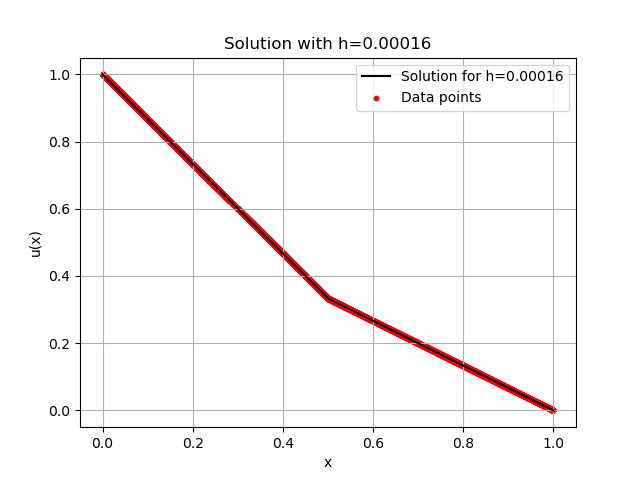 Solution with h=0.00016
Solution for h=0.00016
Data points
1.0
0.8
0.6
0.4
0.2
0.0
u(x)
0.0 0.2 0.4 0.6 0.8 1.0
x